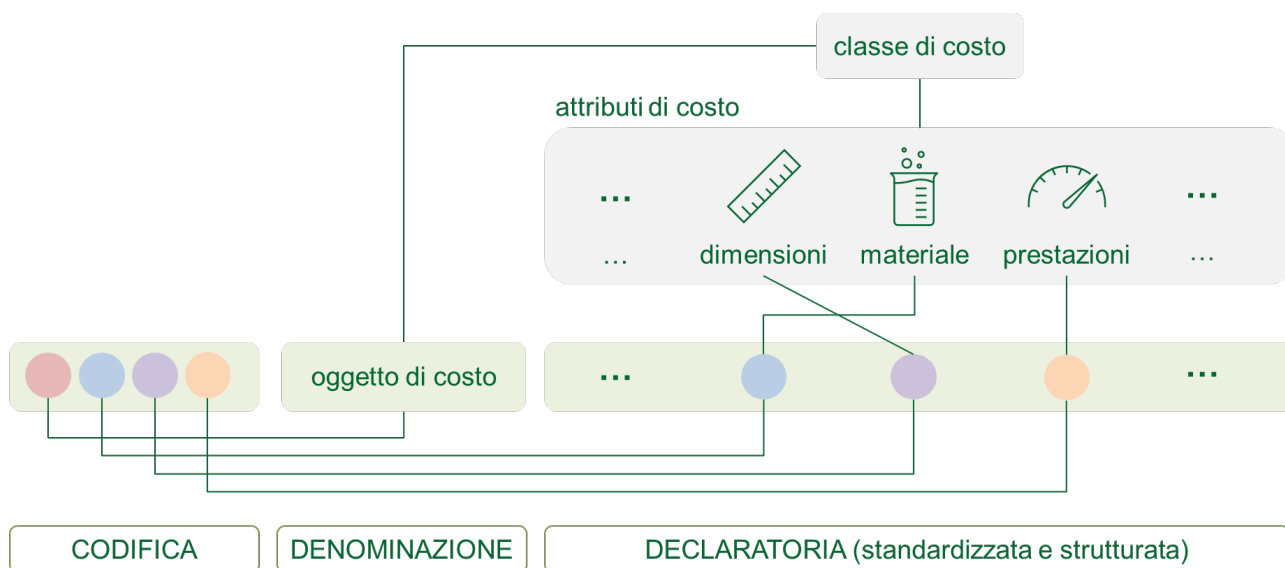 classe di costo
attributi di costo
... ...
... dimensioni materiale prestazioni ...
oggetto di costo ... ...
CODIFICA DENOMINAZIONE DECLARATORIA (standardizzata e strutturata)